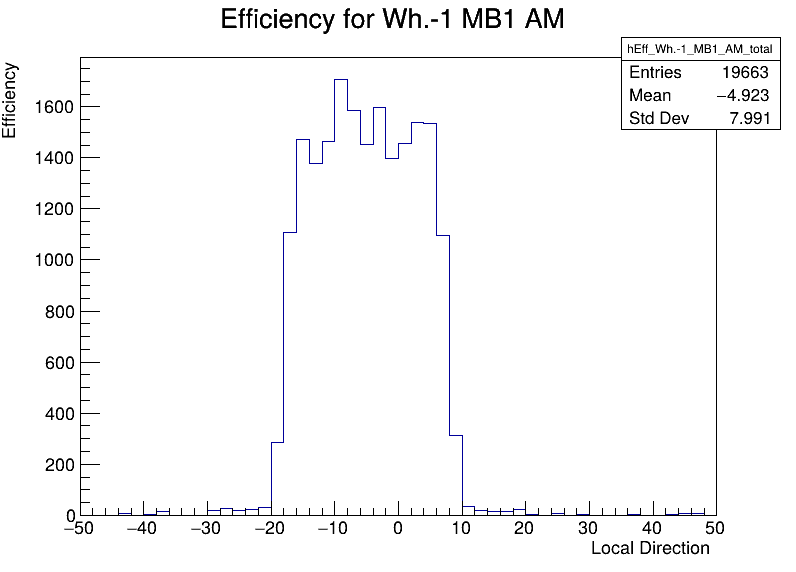 Efficiency for Wh.-1 MB1 AM
hEff_Wh.-1_MB1_AM_total
Entries 19663
Mean −4.923
Std Dev 7.991
Efficiency
1600
1400
1200
1000
800
600
400
200
0
−50 −40 −30 −20 −10 0 10 20 30 40 50
Local Direction